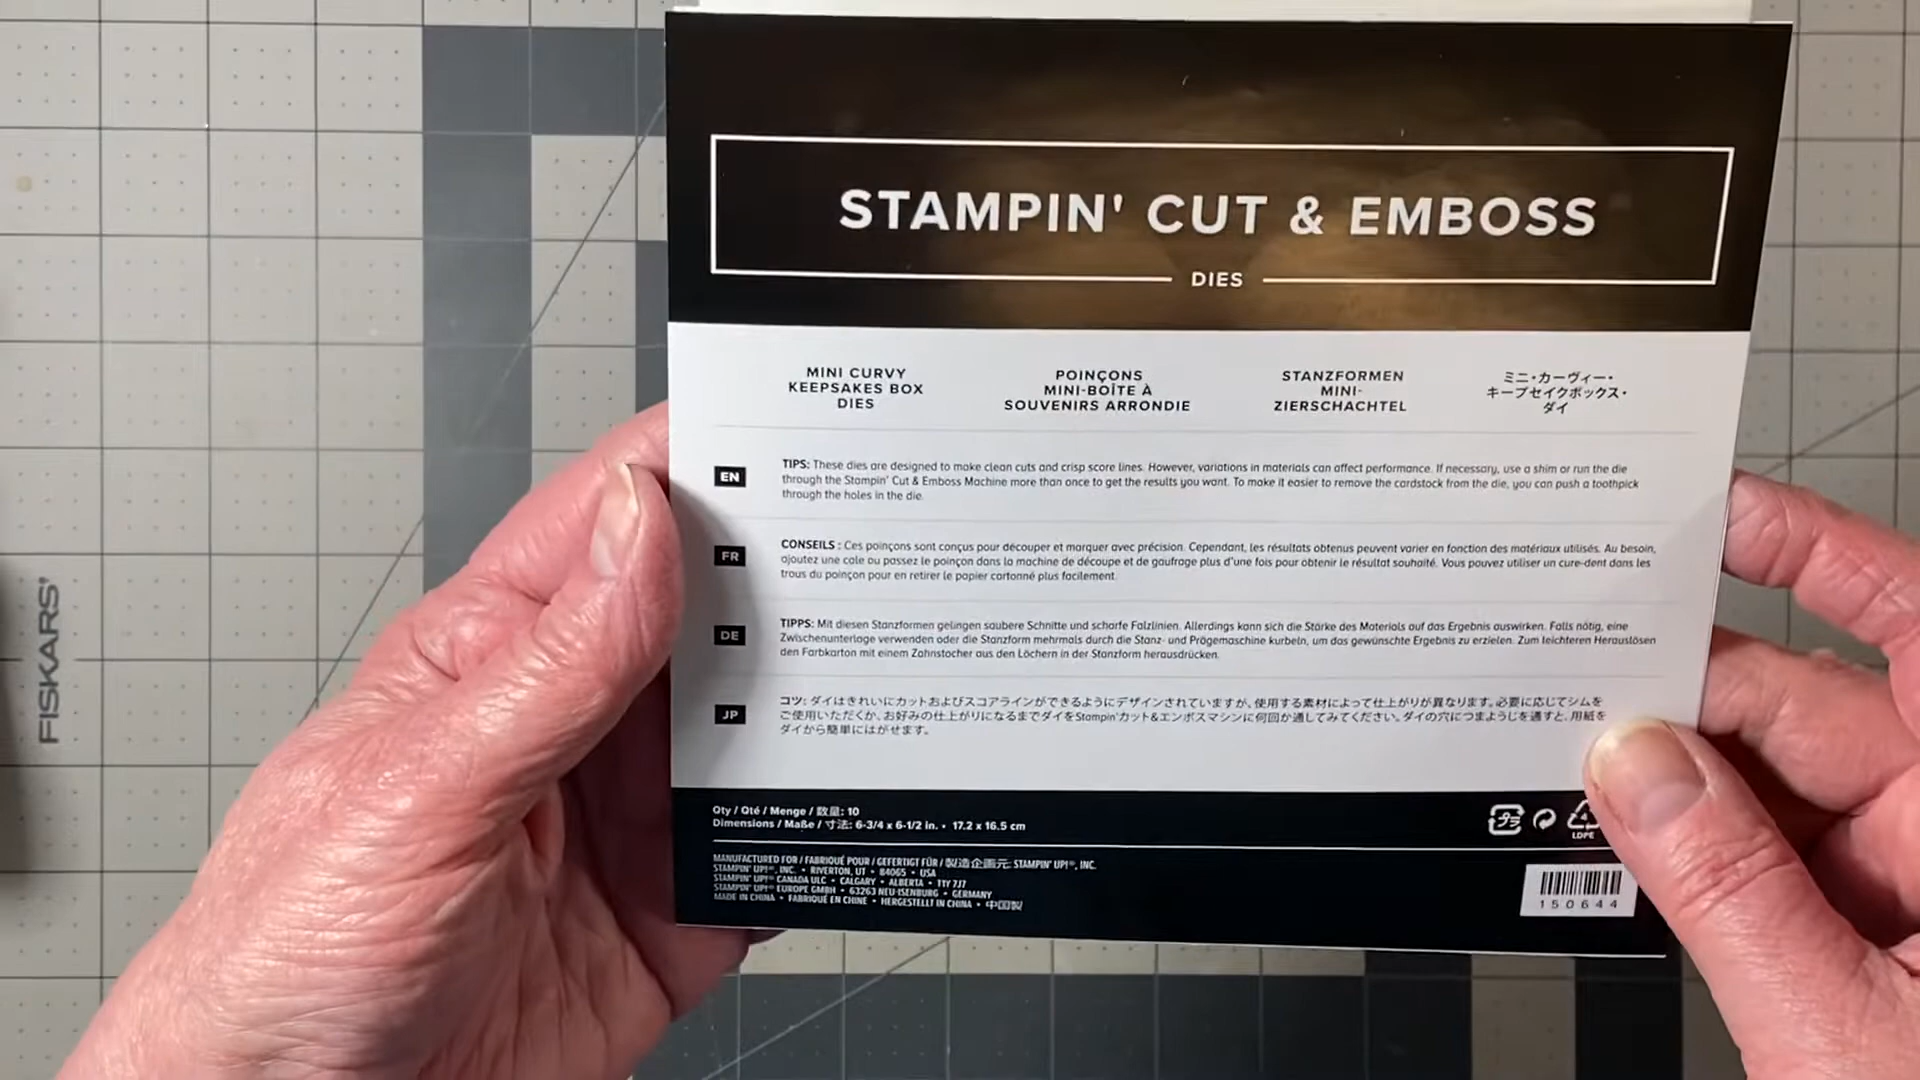 STAMPIN' CUT & EMBOSS
DIES
MINI CURVY
KEEPSAKES BOX
DIES
POINÇONS
MINI-BOÎTE À
SOUVENIRS ARRONDIE
STANZFORMEN
MINI-
ZIERSCHACHTEL
ミニ・カーヴィー・
キープセイクボックス・
ダイ
EN
TIPS: These dies are designed to make clean cuts and crisp score lines. However, variations in materials can affect performance. If necessary, use a shim or run the die
through the Stampin' Cut & Emboss Machine more than once to get the results you want. To make it easier to remove the cardstock from the die, you can push a toothpick
through the holes in the die.
FR
CONSEILS : Ces poinçons sont conçus pour découper et marquer avec précision. Cependant, les résultats obtenus peuvent varier en fonction des matériaux utilisés. Au besoin,
ajoutez une cale ou passez le poinçon dans la machine de découpe et de gaufrage plus d'une fois pour obtenir le résultat souhaité. Vous pouvez utiliser un cure-dent dans les
trous du poinçon pour en retirer le papier cartonné plus facilement.
DE
TIPPS: Mit diesen Stanzformen gelingen saubere Schnitte und scharfe Falzlinien. Allerdings kann sich die Stärke des Materials auf das Ergebnis auswirken. Falls nötig, eine
Zwischenunterlage verwenden oder die Stanzform mehrmals durch die Stanz- und Prägemaschine kurbeln, um das gewünschte Ergebnis zu erzielen. Zum leichteren Herauslösen
den Farbkarton mit einem Zahnstocher aus den Löchern in der Stanzform herausdrücken.
JP
コツ: ダイはきれいにカットおよびスコアラインができるようにデザインされていますが、使用する素材によって仕上がりが異なります。必要に応じてシムを
ご使用いただくか、お好みの仕上がりになるまでダイをStampin'カット&エンボスマシンに何回か通してみてください。ダイの穴につまようじを通すと、用紙を
ダイから簡単にはがせます。
Qty / Qté / Menge / 数量: 10
Dimensions / Maße / 寸法: 6-3/4 x 6-1/2 in. • 17.2 x 16.5 cm
プラ
4
LDPE
MANUFACTURED FOR / FABRIQUÉ POUR / GEFERTIGT FÜR / 製造企画元: STAMPIN' UP!®, INC.
STAMPIN' UP!®, INC. • RIVERTON, UT • 84065 • USA
STAMPIN' UP!® CANADA ULC • CALGARY • ALBERTA • T1Y 7J7
STAMPIN' UP!® EUROPE GMBH • 63263 NEU-ISENBURG • GERMANY
MADE IN CHINA • FABRIQUÉ EN CHINE • HERGESTELLT IN CHINA • 中国製
150644
FISKARS®